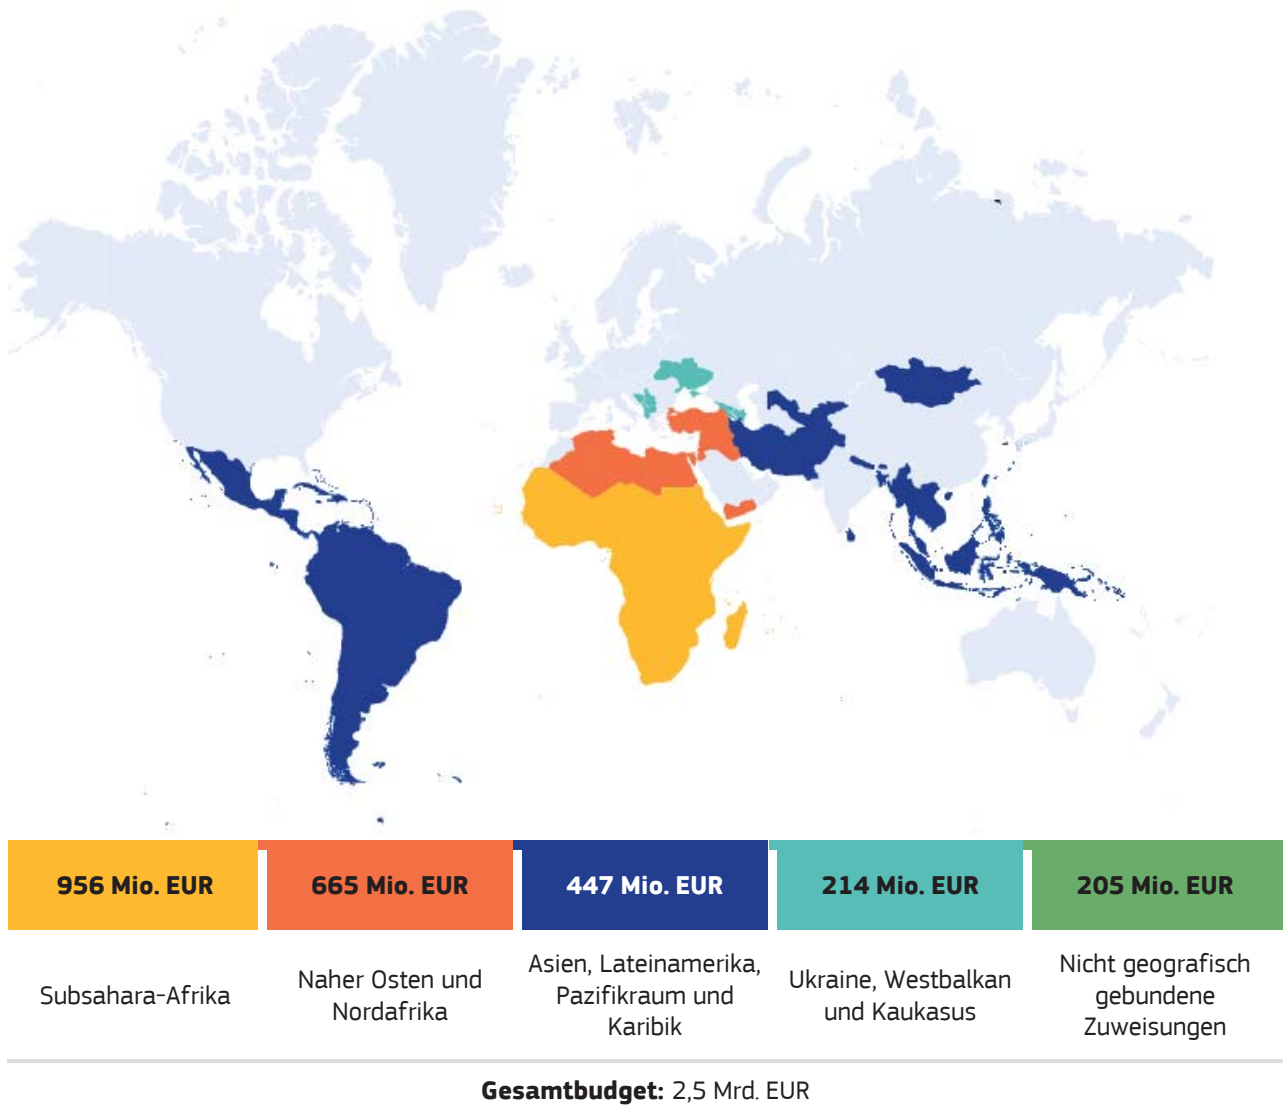 956 Mio. EUR
665 Mio. EUR
447 Mio. EUR
214 Mio. EUR
205 Mio. EUR
Subsahara-Afrika
Naher Osten und
Nordafrika
Asien, Lateinamerika,
Pazifikraum und
Karibik
Ukraine, Westbalkan
und Kaukasus
Nicht geografisch
gebundene
Zuweisungen
Gesamtbudget: 2,5 Mrd. EUR